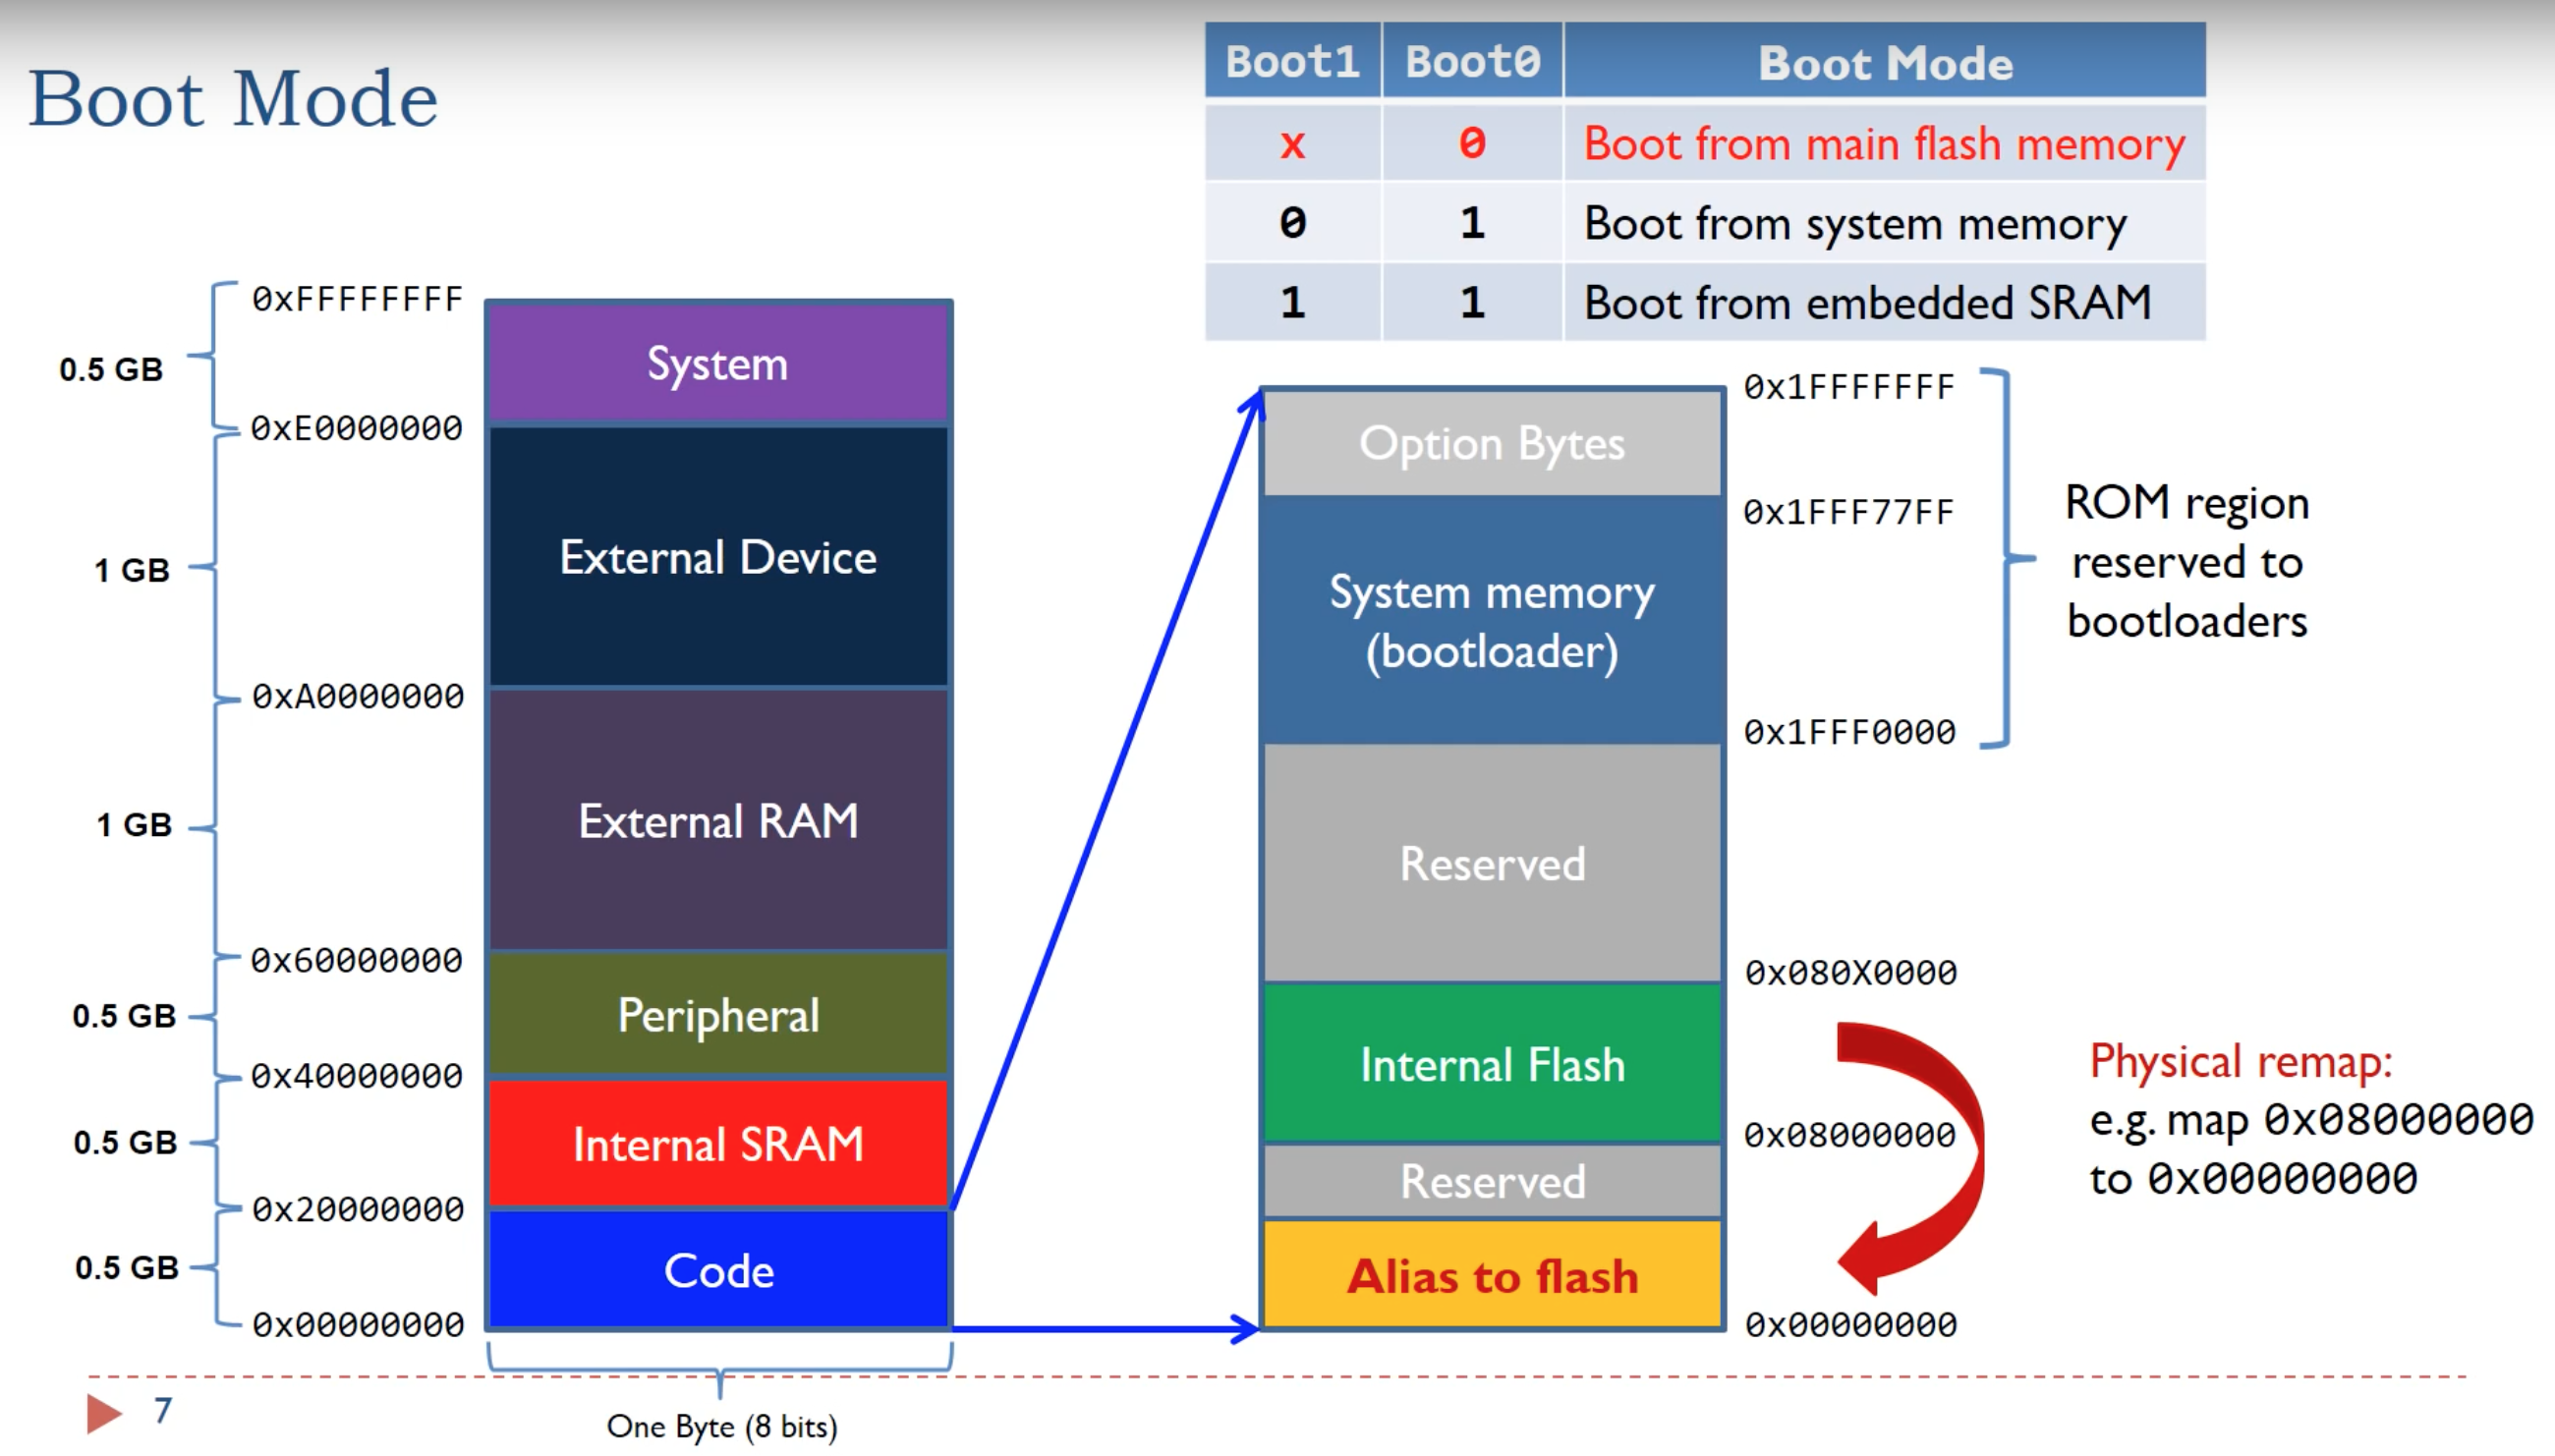 Boot Mode
Boot1 Boot0 Boot Mode
x 0 Boot from main flash memory
0 1 Boot from system memory
1 1 Boot from embedded SRAM
0xFFFFFFFF
0.5 GB
System
0xE0000000
1 GB
External Device
0xA0000000
1 GB
External RAM
0x60000000
0.5 GB
Peripheral
0x40000000
0.5 GB
Internal SRAM
0x20000000
0.5 GB
Code
0x00000000
One Byte (8 bits)
0x1FFFFFFF
Option Bytes
0x1FFF77FF
System memory
(bootloader)
0x1FFF0000
ROM region
reserved to
bootloaders
Reserved
0x080X0000
Internal Flash
0x08000000
Reserved
Alias to flash
0x00000000
Physical remap:
e.g. map 0x08000000
to 0x00000000
7